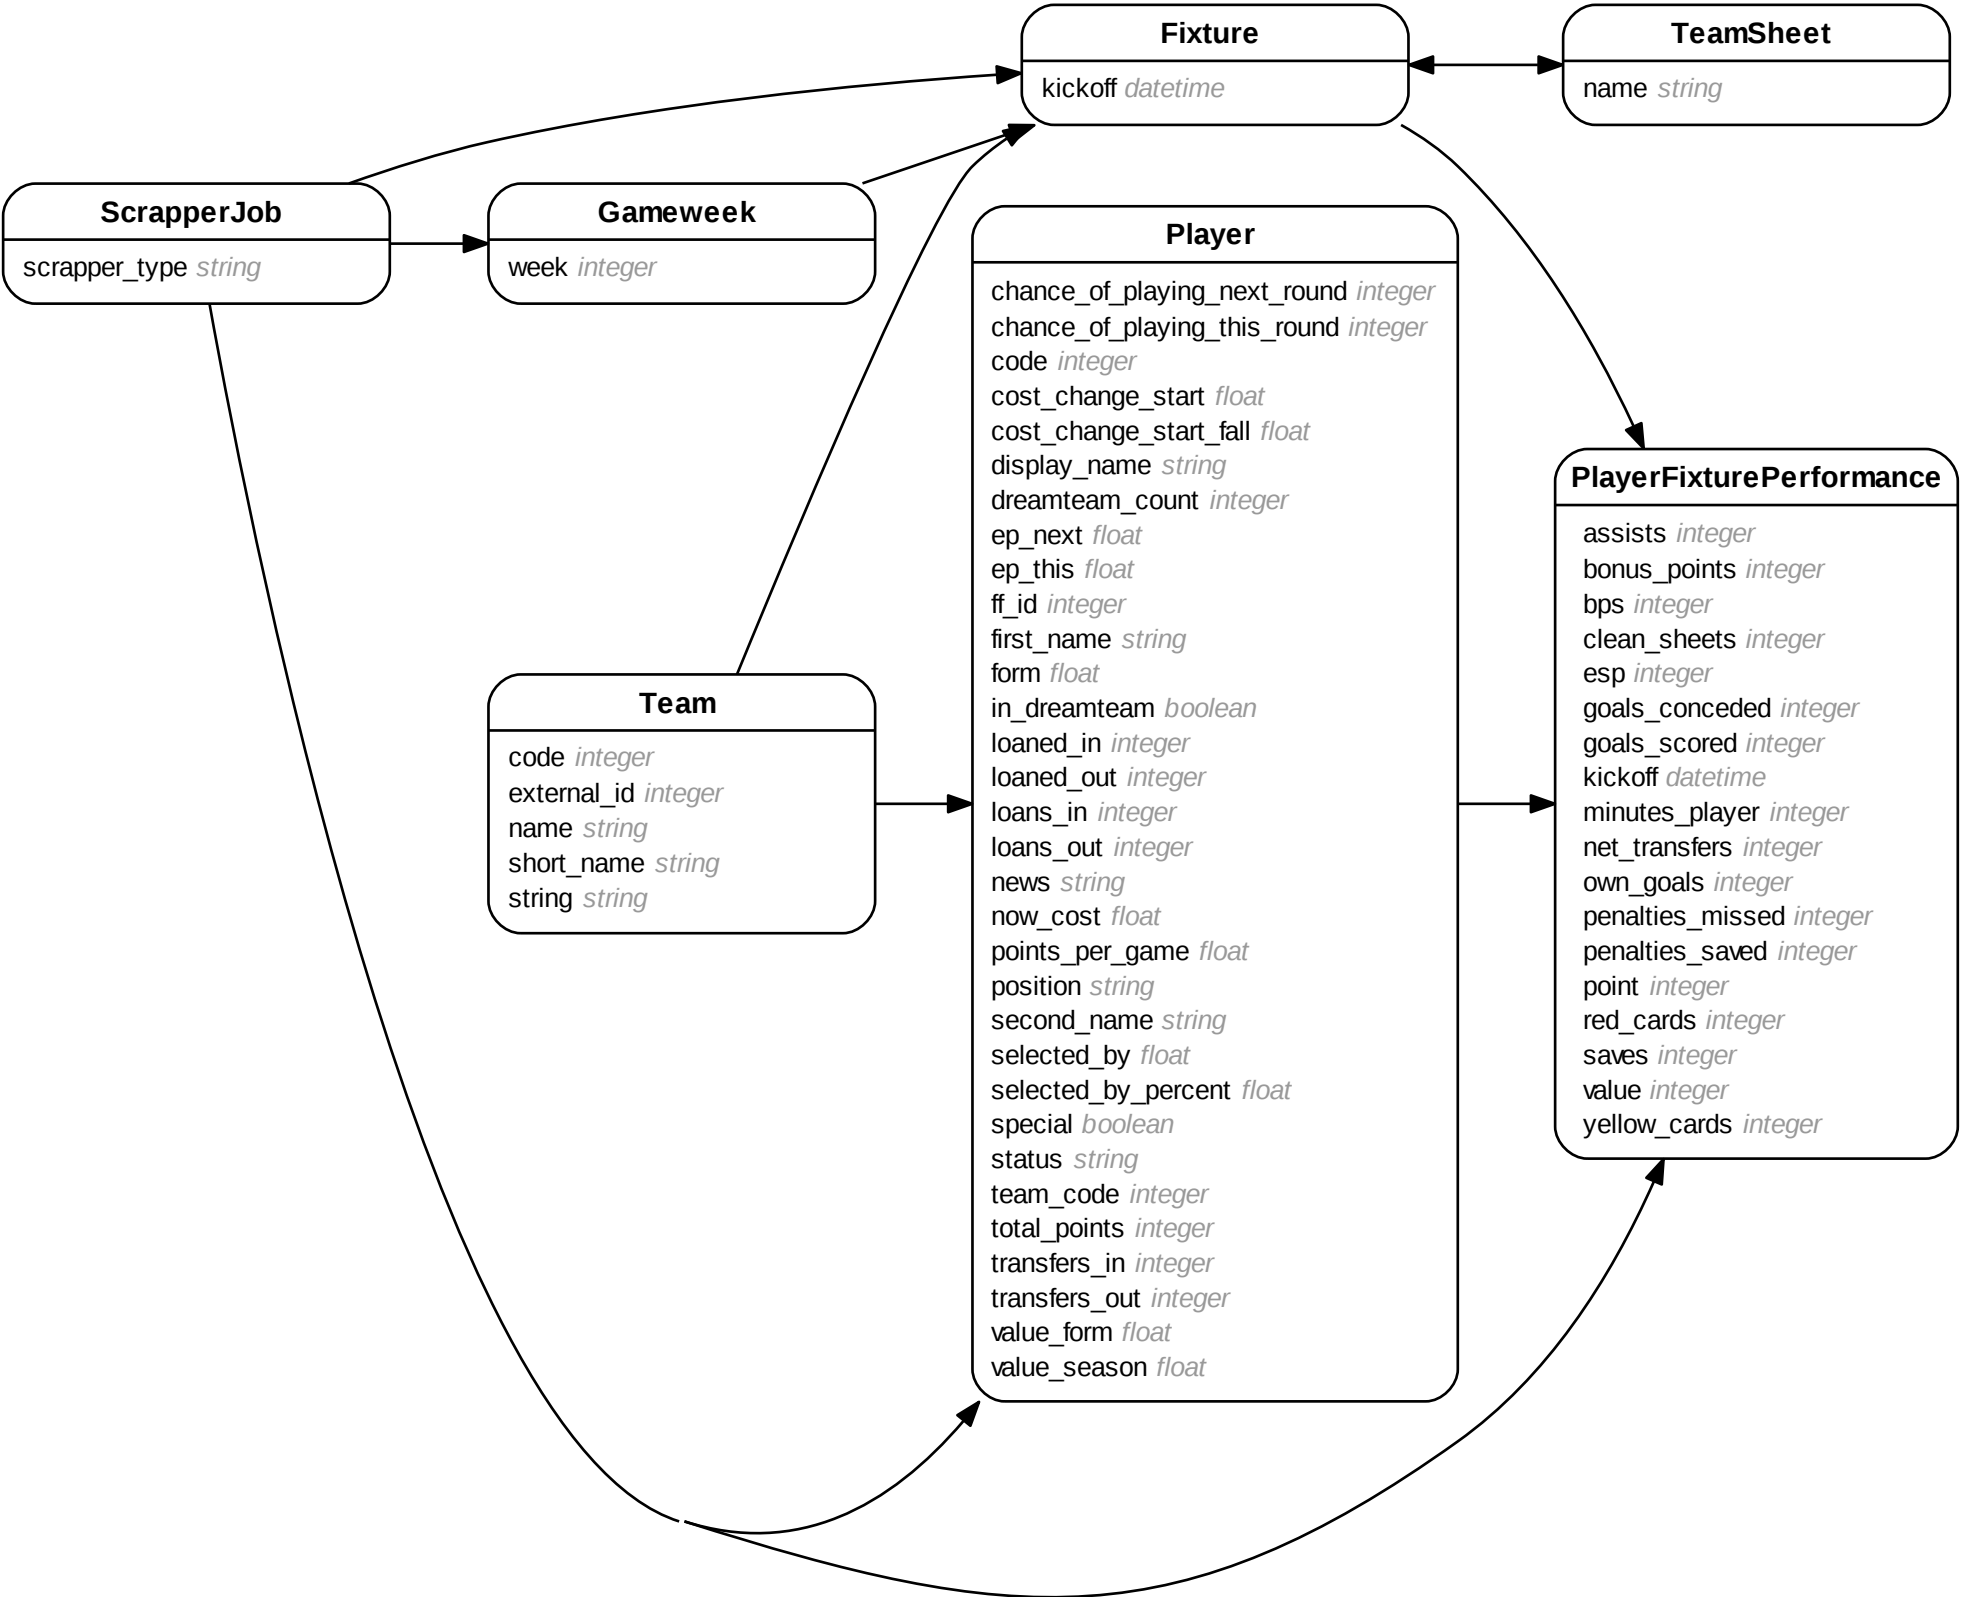 Fixture
kickoff datetime
TeamSheet
name string
ScrapperJob
scrapper_type string
Gameweek
week integer
Player
chance_of_playing_next_round integer
chance_of_playing_this_round integer
code integer
cost_change_start float
cost_change_start_fall float
display_name string
dreamteam_count integer
ep_next float
ep_this float
ff_id integer
first_name string
form float
in_dreamteam boolean
loaned_in integer
loaned_out integer
loans_in integer
loans_out integer
news string
now_cost float
points_per_game float
position string
second_name string
selected_by float
selected_by_percent float
special boolean
status string
team_code integer
total_points integer
transfers_in integer
transfers_out integer
value_form float
value_season float
PlayerFixturePerformance
assists integer
bonus_points integer
bps integer
clean_sheets integer
esp integer
goals_conceded integer
goals_scored integer
kickoff datetime
minutes_player integer
net_transfers integer
own_goals integer
penalties_missed integer
penalties_saved integer
point integer
red_cards integer
saves integer
value integer
yellow_cards integer
Team
code integer
external_id integer
name string
short_name string
string string